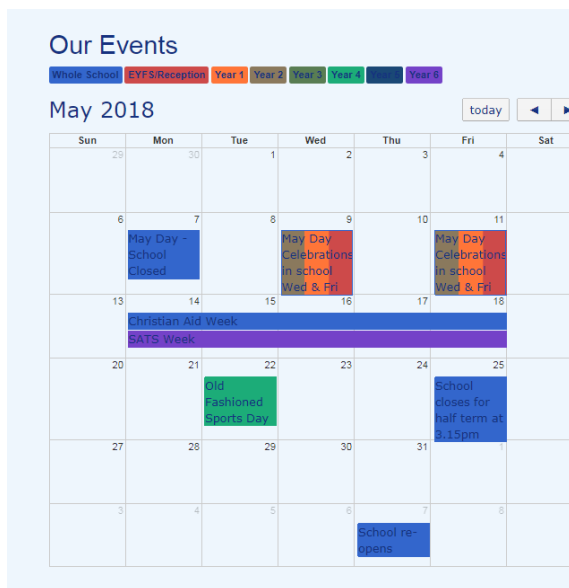 Our Events
Whole School EYFS/Reception Year 1 Year 2 Year 3 Year 4 Year 5 Year 6
May 2018
today ◄ ►
Sun Mon Tue Wed Thu Fri Sat
29 30 1 2 3 4
6 7 8 9 10 11
May Day - School Closed
May Day Celebrations in school Wed & Fri
May Day Celebrations in school Wed & Fri
13 14 15 16 17 18
Christian Aid Week
SATS Week
20 21 22 23 24 25
Old Fashioned Sports Day
School closes for half term at 3.15pm
27 28 29 30 31 1
3 4 5 6 7 8
School re-opens